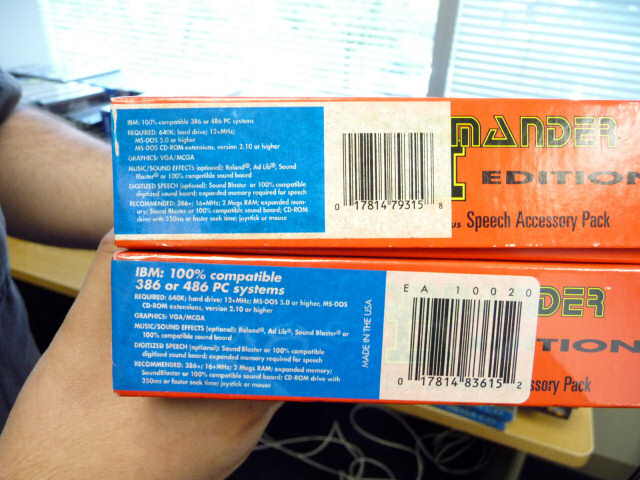 IBM: 100% compatible 386 or 486 PC systems
REQUIRED: 640K; hard drive; 12+MHz;
MS-DOS 5.0 or higher
MS-DOS CD-ROM extensions, version 2.10 or higher
GRAPHICS: VGA/MCGA
MUSIC/SOUND EFFECTS (optional): Roland®, Ad Lib®, Sound
Blaster® or 100% compatible sound board
DIGITIZED SPEECH (optional): Sound Blaster or 100% compatible
digitized sound board; expanded memory required for speech
RECOMMENDED: 386+; 16+MHz; 2 Megs RAM; expanded mem-
ory; Sound Blaster or 100% compatible sound board; CD-ROM
drive with 350ms or faster seek time; joystick or mouse
0 17814 79315 8
MANDER
EDITION
us Speech Accessory Pack
IBM: 100% compatible
386 or 486 PC systems
REQUIRED: 640K; hard drive; 12+MHz; MS-DOS 5.0 or higher, MS-DOS
CD-ROM extensions, version 2.10 or higher
GRAPHICS: VGA/MCGA
MUSIC/SOUND EFFECTS (optional): Roland®, Ad Lib®, Sound Blaster® or
100% compatible sound board
DIGITIZED SPEECH (optional): Sound Blaster or 100% compatible
digitized sound board; expanded memory required for speech
RECOMMENDED: 386+; 16+MHz; 2 Megs RAM; expanded memory;
SoundBlaster or 100% compatible sound board; CD-ROM drive with
350ms or faster seek time; joystick or mouse
MADE IN THE USA
EA 10020
0 17814 83615 2
DER
TION
ssory Pack